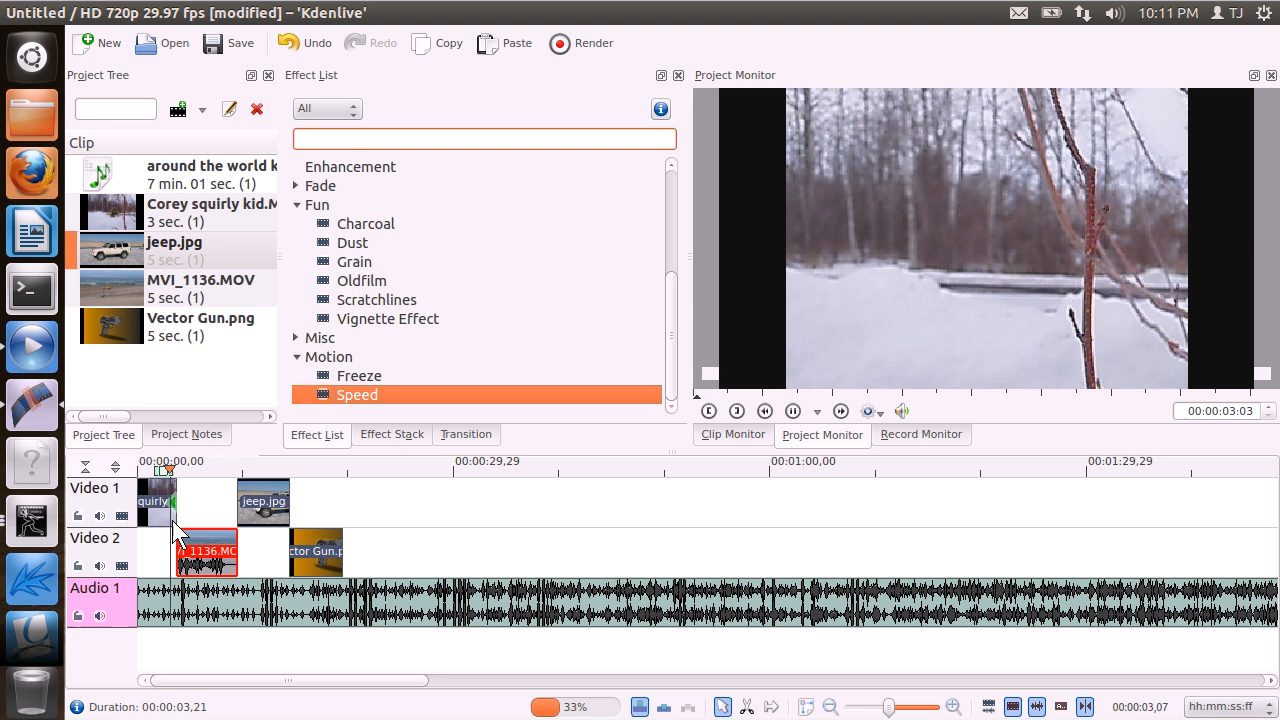 Untitled / HD 720p 29.97 fps [modified] – 'Kdenlive'
10:11 PM TJ
New Open Save Undo Redo Copy Paste Render
Project Tree
Effect List
Project Monitor
All
Clip
around the world k
7 min. 01 sec. (1)
Corey squirly kid.M
3 sec. (1)
jeep.jpg
5 sec. (1)
MVI_1136.MOV
5 sec. (1)
Vector Gun.png
5 sec. (1)
Enhancement
Fade
Fun
Charcoal
Dust
Grain
Oldfilm
Scratchlines
Vignette Effect
Misc
Motion
Freeze
Speed
00:00:03:03
Project Tree Project Notes
Effect List Effect Stack Transition
Clip Monitor Project Monitor Record Monitor
00:00:00,00 00:00:29,29 00:01:00,00 00:01:29,29
Video 1
quirly
jeep.jpg
Video 2
1136.MO
ctor Gun.p
Audio 1
Duration: 00:00:03,21
33%
00:00:03,07
hh:mm:ss:ff